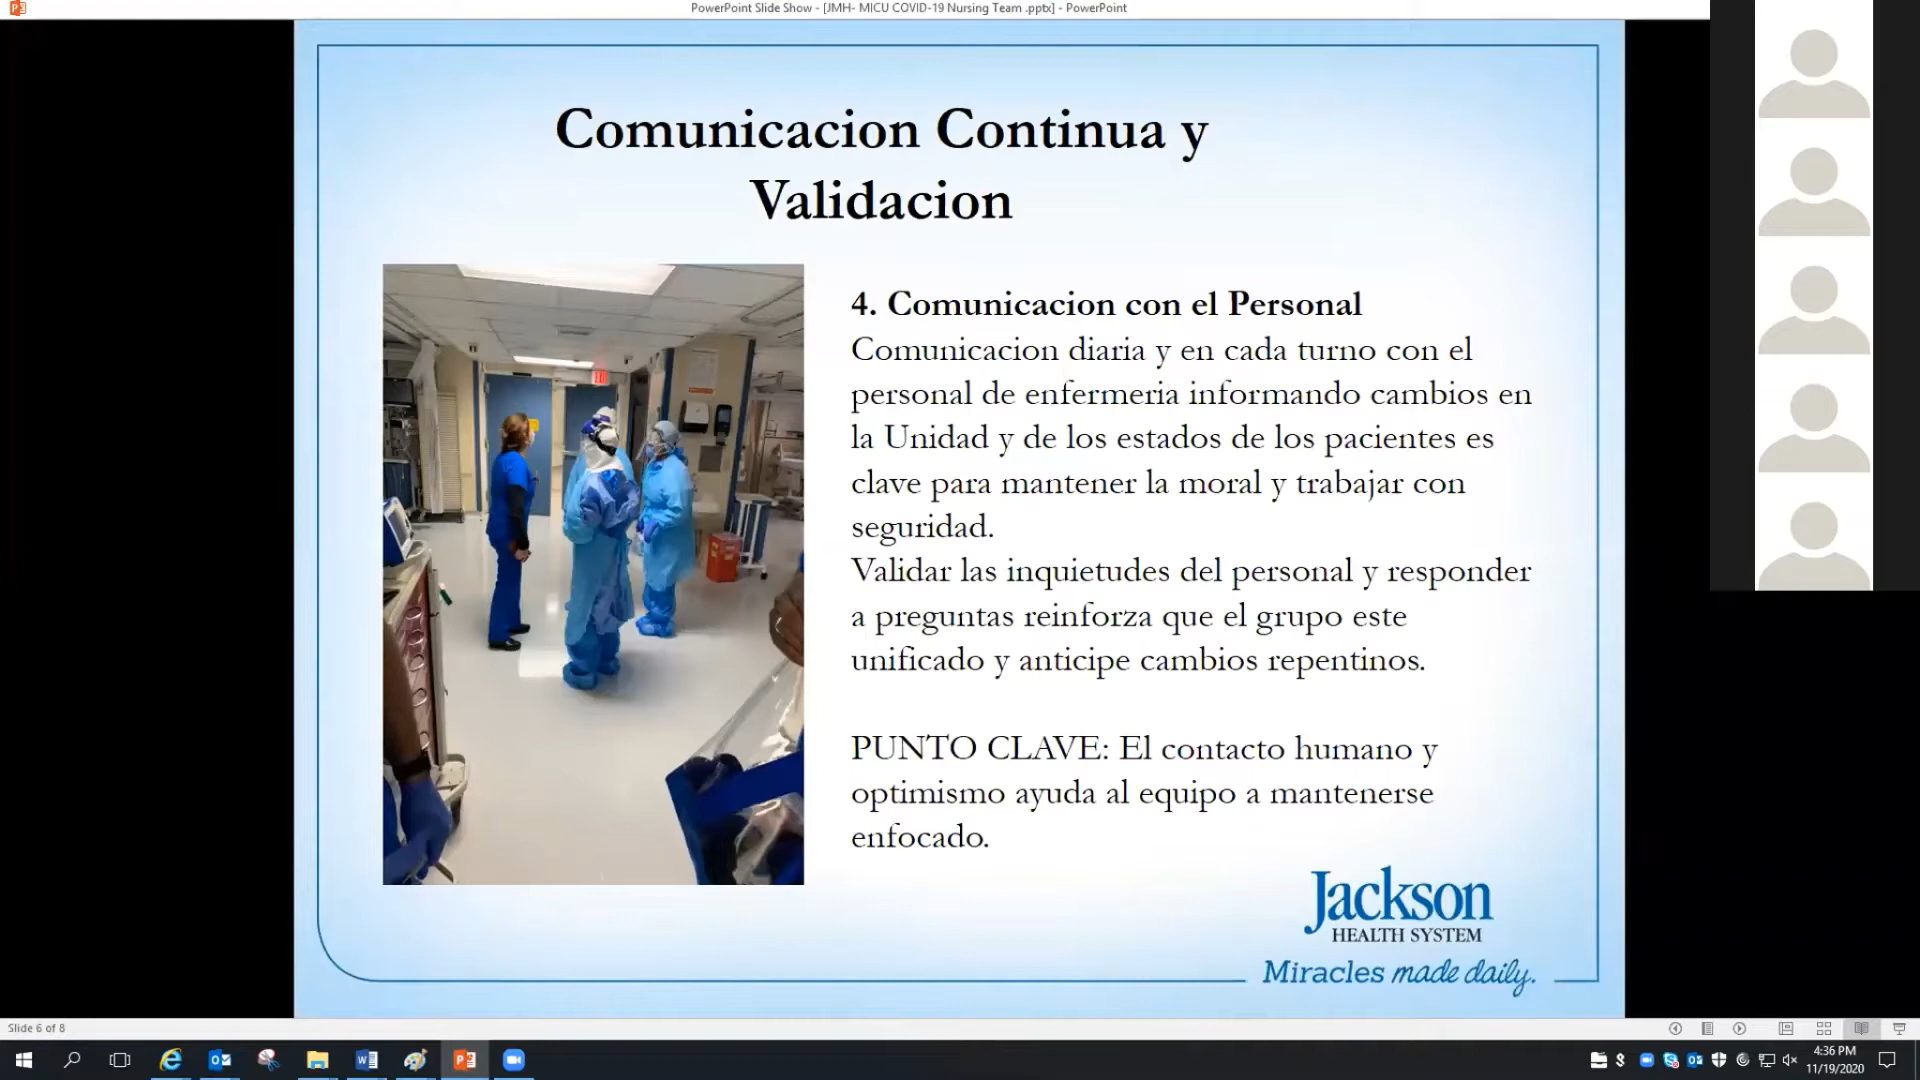 PowerPoint Slide Show - [JMH- MICU COVID-19 Nursing Team .pptx] - PowerPoint
Comunicacion Continua y
Validacion
EXIT
4. Comunicacion con el Personal
Comunicacion diaria y en cada turno con el
personal de enfermeria informando cambios en
la Unidad y de los estados de los pacientes es
clave para mantener la moral y trabajar con
seguridad.
Validar las inquietudes del personal y responder
a preguntas reinforza que el grupo este
unificado y anticipe cambios repentinos.
PUNTO CLAVE: El contacto humano y
optimismo ayuda al equipo a mantenerse
enfocado.
Jackson
HEALTH SYSTEM
Miracles made daily.
Slide 6 of 8
4:36 PM
11/19/2020